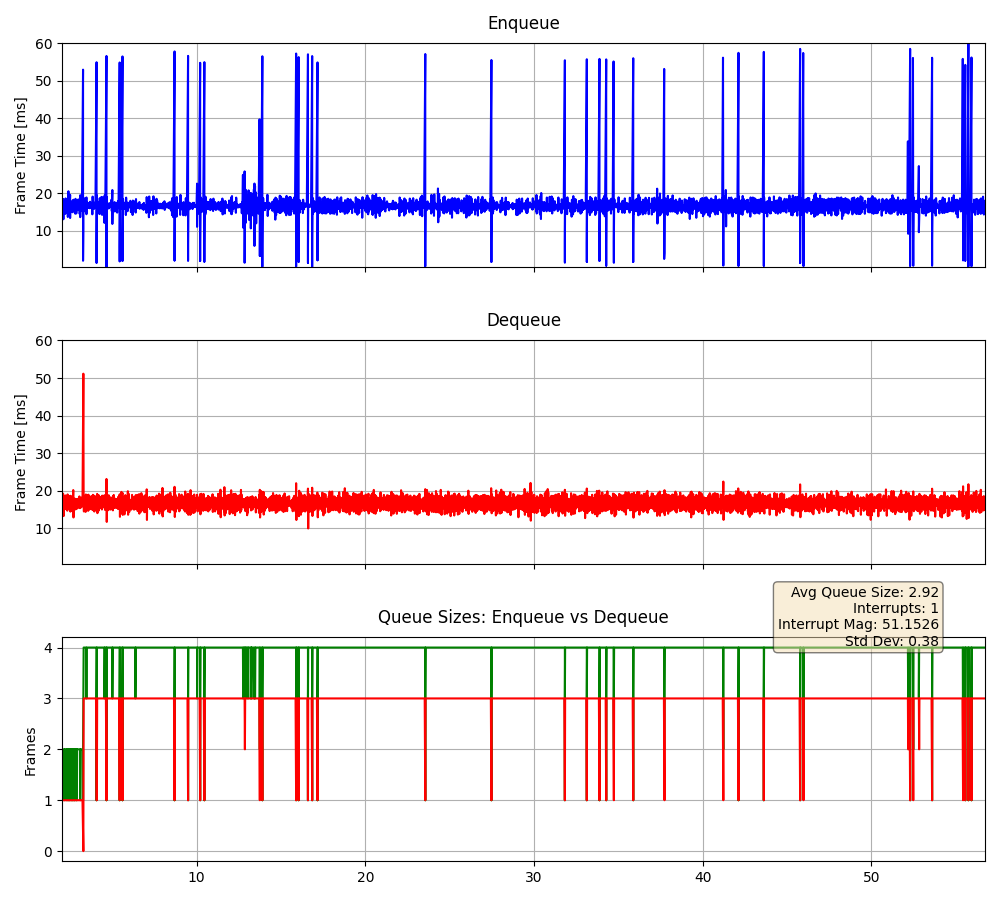 Enqueue
Frame Time [ms]
60
50
40
30
20
10
Dequeue
Frame Time [ms]
60
50
40
30
20
10
Avg Queue Size: 2.92
Interrupts: 1
Interrupt Mag: 51.1526
Std Dev: 0.38
Queue Sizes: Enqueue vs Dequeue
Frames
4
3
2
1
0
10 20 30 40 50